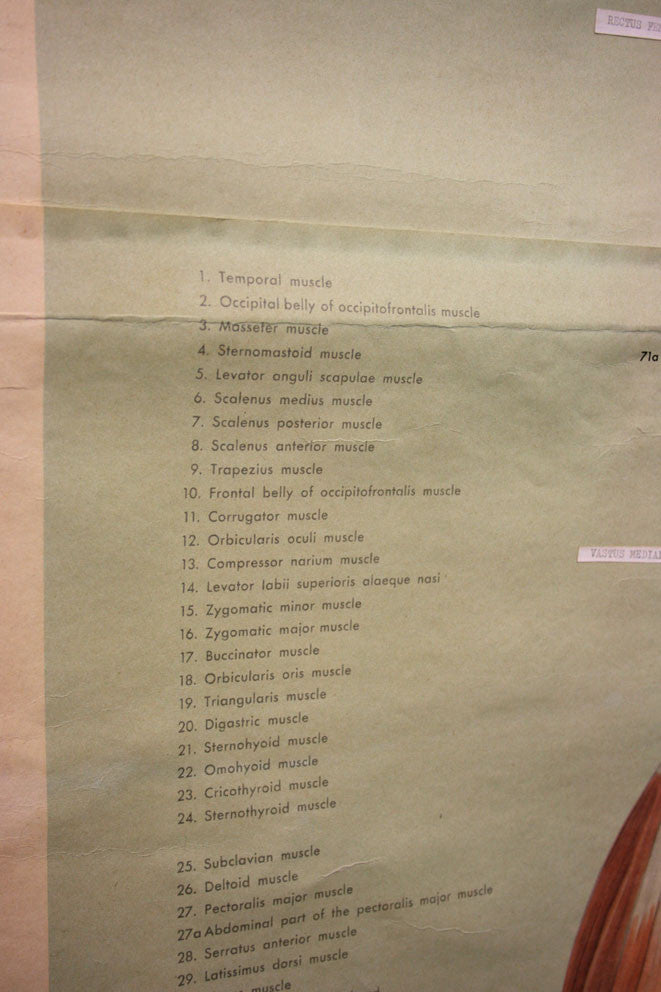 RECTUS
1. Temporal muscle
2. Occipital belly of occipitofrontalis muscle
3. Masseter muscle
4. Sternomastoid muscle
71a
5. Levator anguli scapulae muscle
6. Scalenus medius muscle
7. Scalenus posterior muscle
8. Scalenus anterior muscle
9. Trapezius muscle
10. Frontal belly of occipitofrontalis muscle
11. Corrugator muscle
12. Orbicularis oculi muscle
VASTUS
13. Compressor narium muscle
14. Levator labii superioris alaeque nasi
15. Zygomatic minor muscle
16. Zygomatic major muscle
17. Buccinator muscle
18. Orbicularis oris muscle
19. Triangularis muscle
20. Digastric muscle
21. Sternohyoid muscle
22. Omohyoid muscle
23. Cricothyroid muscle
24. Sternothyroid muscle
25. Subclavian muscle
26. Deltoid muscle
27. Pectoralis major muscle
27a Abdominal part of the pectoralis major muscle
28. Serratus anterior muscle
29. Latissimus dorsi muscle
muscle